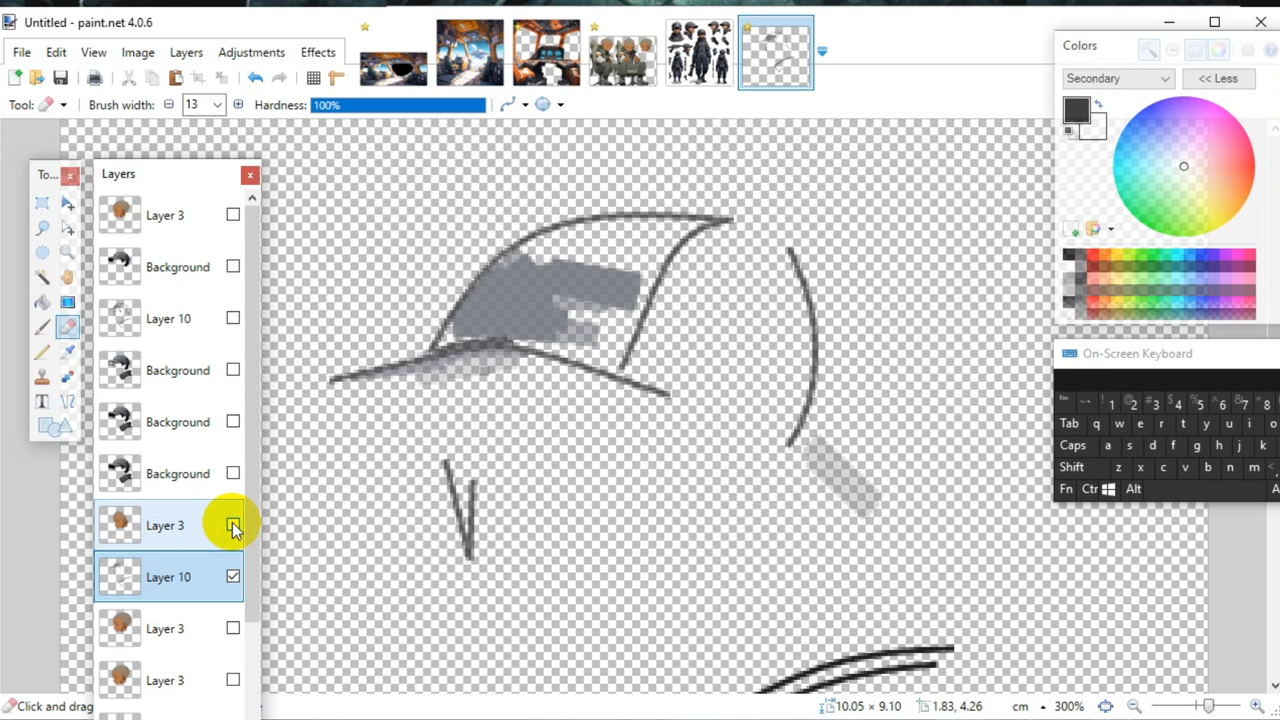 Untitled - paint.net 4.0.6
File Edit View Image Layers Adjustments Effects
Tool: Brush width: 13 Hardness: 100%
Colors
Secondary << Less
To...
Layers
Layer 3
Background
Layer 10
Background
Background
Background
Layer 3
Layer 10
Layer 3
Layer 3
On-Screen Keyboard
Esc ~` ! 1 @ 2 # 3 $ 4 % 5 ^ 6 & 7 * 8
Tab q w e r t y u i o
Caps a s d f g h j k
Shift z x c v b n m <
Fn Ctr Alt A
Click and drag
10.05 × 9.10 1.83, 4.26 cm 300%